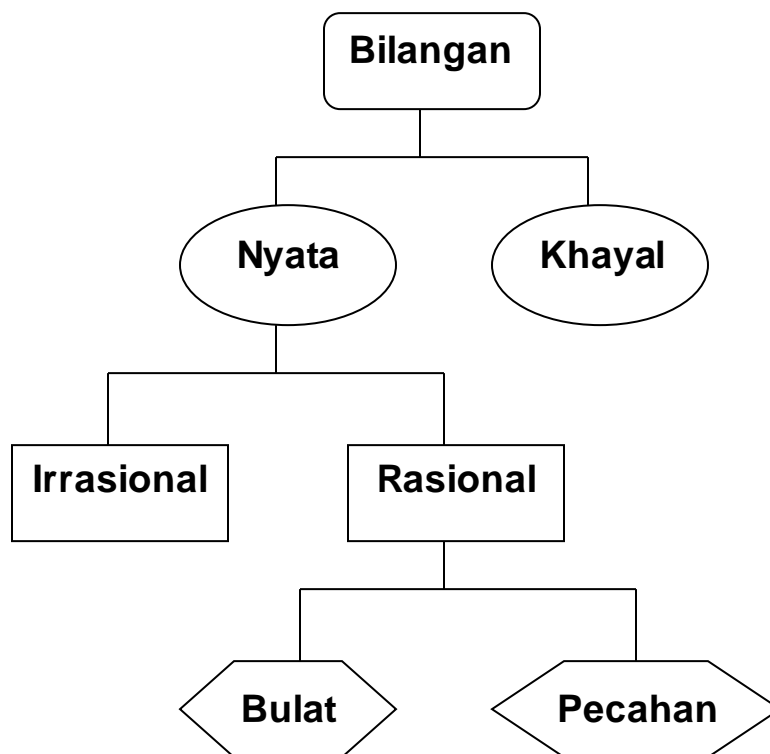 Bilangan
Nyata
Khayal
Irrasional
Rasional
Bulat
Pecahan